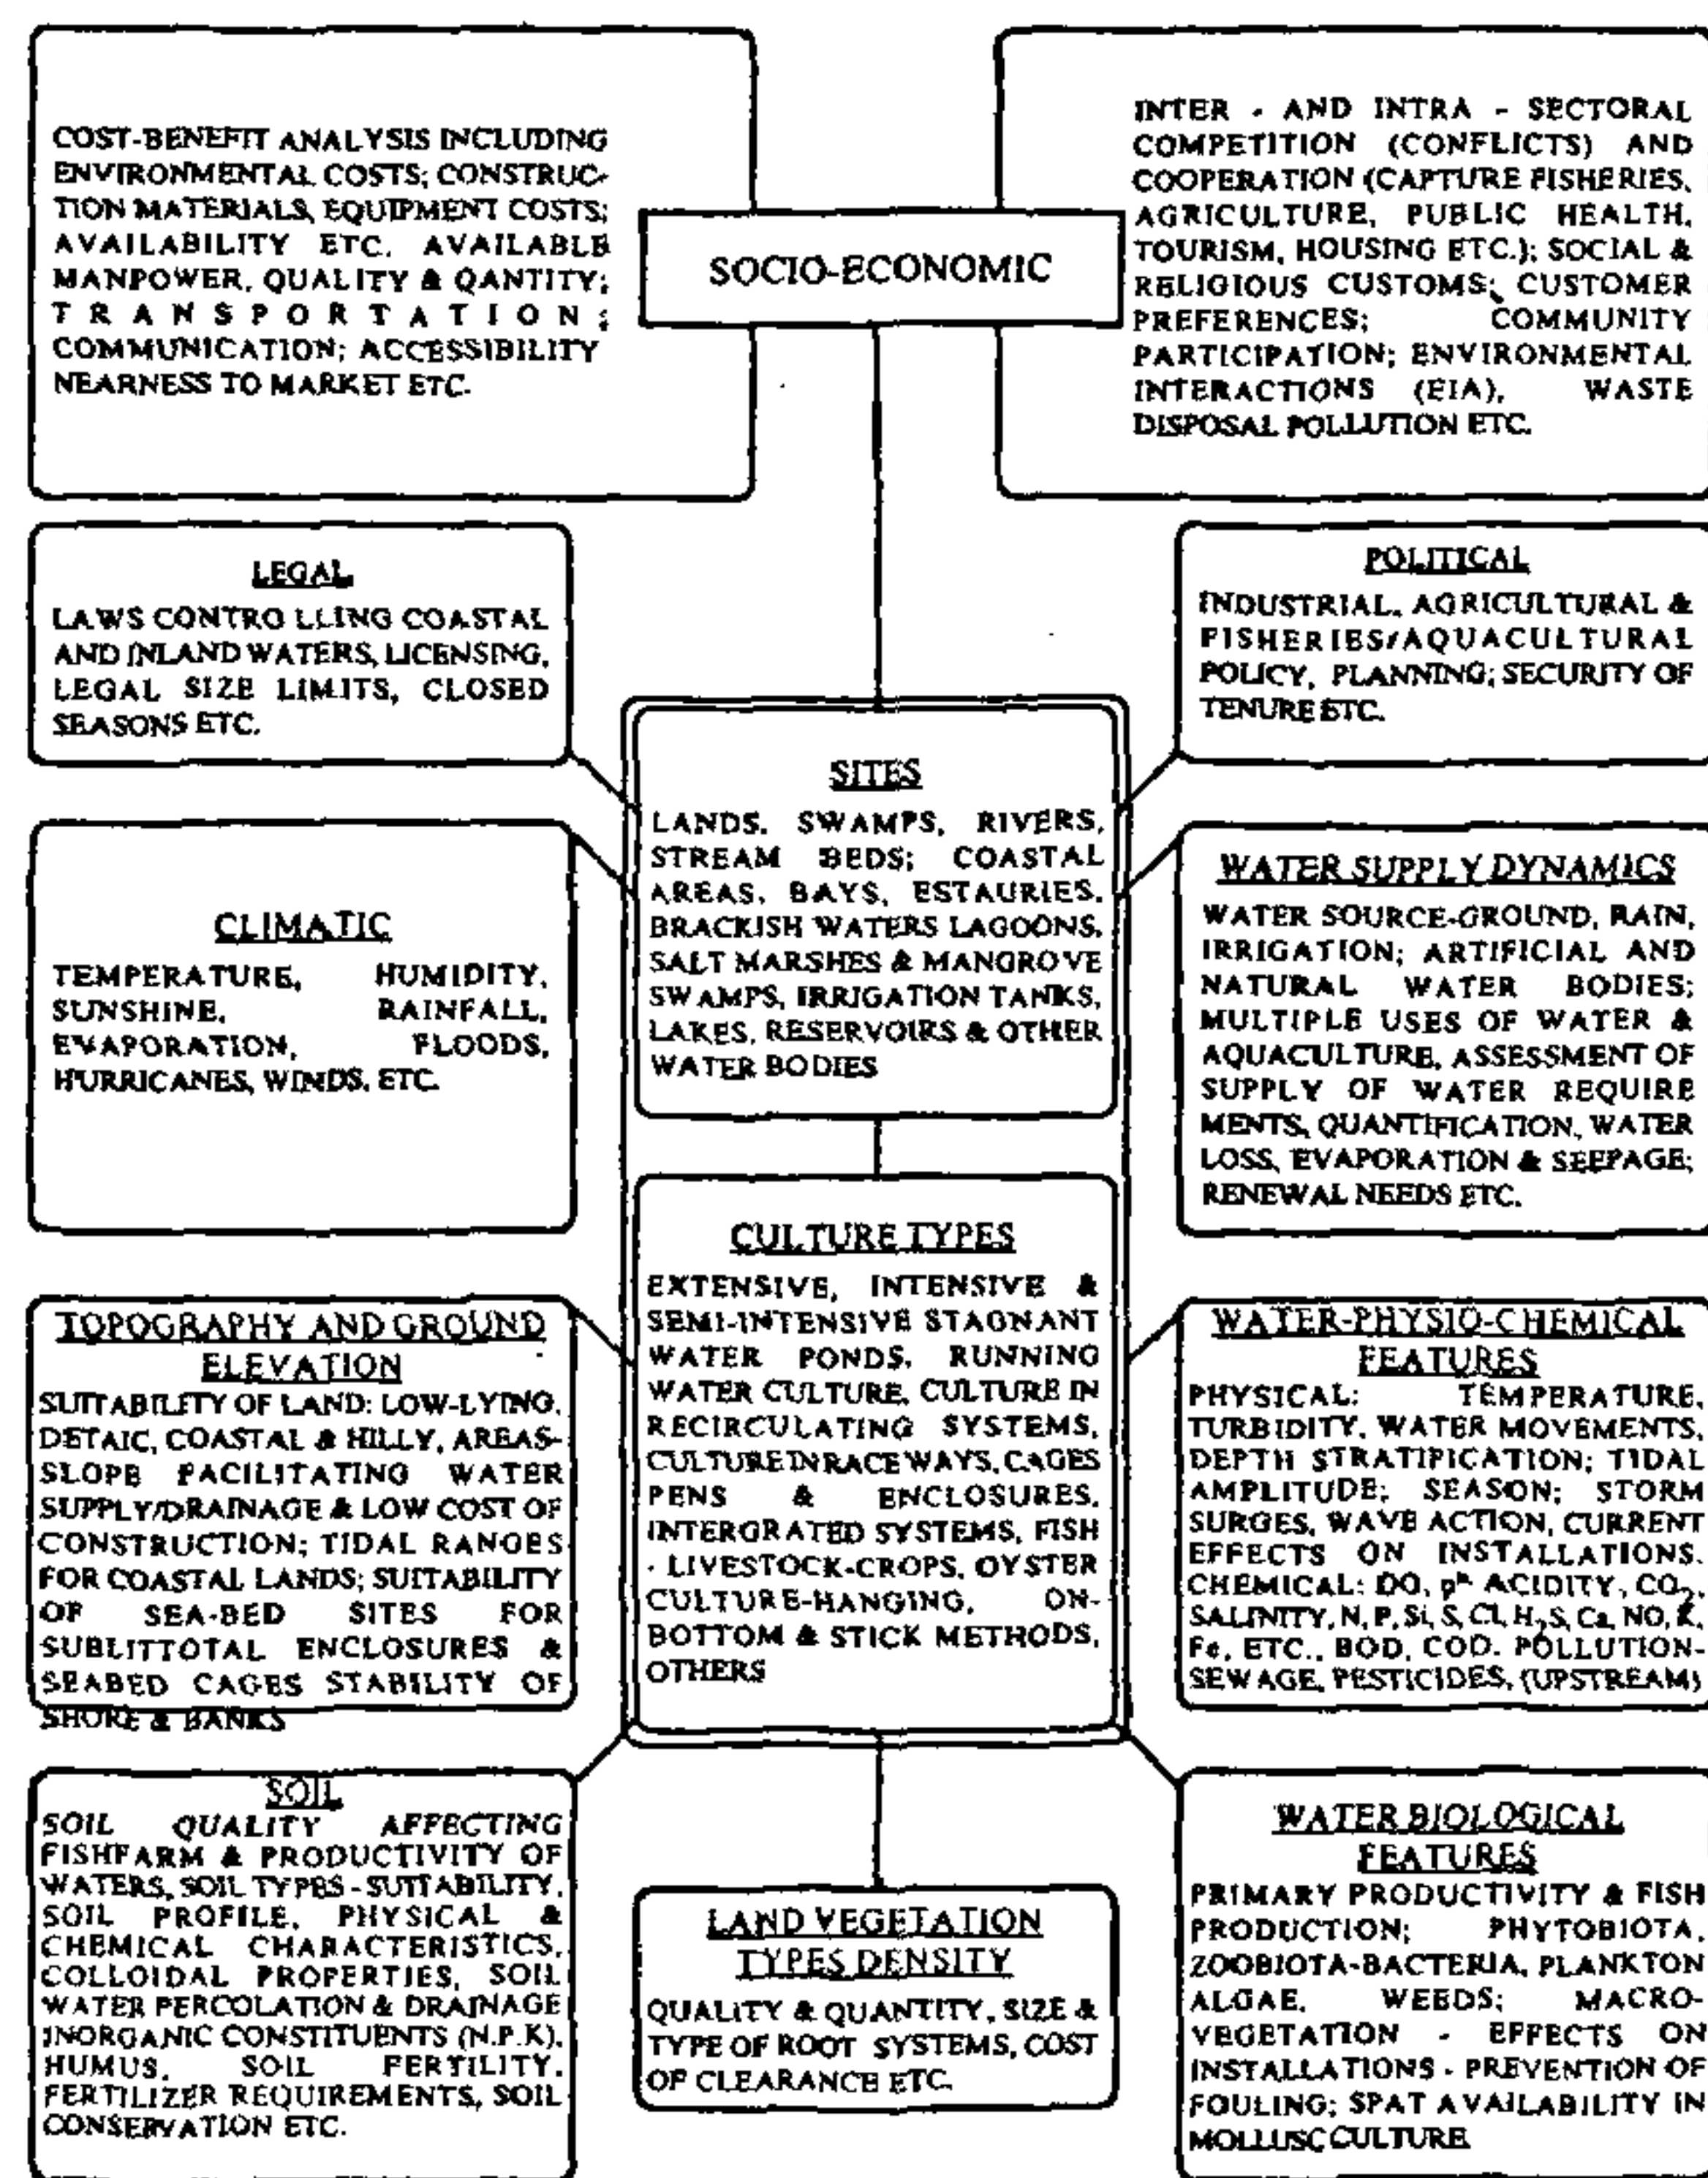 COST-BENEFIT ANALYSIS INCLUDING
ENVIRONMENTAL COSTS; CONSTRUC-
TION MATERIALS, EQUIPMENT COSTS;
AVAILABILITY ETC. AVAILABLE
MANPOWER, QUALITY & QANTITY;
TRANSPORTATION;
COMMUNICATION; ACCESSIBILITY
NEARNESS TO MARKET ETC.
SOCIO-ECONOMIC
INTER - AND INTRA - SECTORAL
COMPETITION (CONFLICTS) AND
COOPERATION (CAPTURE FISHERIES,
AGRICULTURE, PUBLIC HEALTH,
TOURISM, HOUSING ETC.); SOCIAL &
RELIGIOUS CUSTOMS; CUSTOMER
PREFERENCES; COMMUNITY
PARTICIPATION; ENVIRONMENTAL
INTERACTIONS (EIA), WASTE
DISPOSAL POLLUTION ETC.
LEGAL
LAWS CONTRO LLING COASTAL
AND INLAND WATERS, LICENSING,
LEGAL SIZE LIMITS, CLOSED
SEASONS ETC.
POLITICAL
INDUSTRIAL, AGRICULTURAL &
FISHERIES/AQUACULTURAL
POLICY, PLANNING; SECURITY OF
TENURE ETC.
SITES
LANDS, SWAMPS, RIVERS,
STREAM BEDS; COASTAL
AREAS, BAYS, ESTAURIES,
BRACKISH WATERS LAGOONS,
SALT MARSHES & MANGROVE
SWAMPS, IRRIGATION TANKS,
LAKES, RESERVOIRS & OTHER
WATER BODIES
CLIMATIC
TEMPERATURE, HUMIDITY,
SUNSHINE, RAINFALL,
EVAPORATION, FLOODS,
HURRICANES, WINDS, ETC.
WATER SUPPLY DYNAMICS
WATER SOURCE-GROUND, RAIN,
IRRIGATION; ARTIFICIAL AND
NATURAL WATER BODIES;
MULTIPLE USES OF WATER &
AQUACULTURE, ASSESSMENT OF
SUPPLY OF WATER REQUIRE
MENTS, QUANTIFICATION, WATER
LOSS, EVAPORATION & SEEPAGE;
RENEWAL NEEDS ETC.
CULTURE TYPES
EXTENSIVE, INTENSIVE &
SEMI-INTENSIVE STAGNANT
WATER PONDS, RUNNING
WATER CULTURE, CULTURE IN
RECIRCULATING SYSTEMS,
CULTURE IN RACEWAYS, CAGES
PENS & ENCLOSURES,
INTERGRATED SYSTEMS, FISH
- LIVESTOCK-CROPS, OYSTER
CULTURE-HANGING, ON-
BOTTOM & STICK METHODS,
OTHERS
TOPOGRAPHY AND GROUND
ELEVATION
SUITABILITY OF LAND: LOW-LYING,
DETAIC, COASTAL & HILLY, AREAS-
SLOPE FACILITATING WATER
SUPPLY/DRAINAGE & LOW COST OF
CONSTRUCTION; TIDAL RANGES
FOR COASTAL LANDS; SUITABILITY
OF SEA-BED SITES FOR
SUBLITTOTAL ENCLOSURES &
SEABED CAGES STABILITY OF
SHORE & BANKS
WATER-PHYSIO-CHEMICAL
FEATURES
PHYSICAL: TEMPERATURE,
TURBIDITY, WATER MOVEMENTS,
DEPTH STRATIFICATION; TIDAL
AMPLITUDE; SEASON; STORM
SURGES, WAVE ACTION, CURRENT
EFFECTS ON INSTALLATIONS.
CHEMICAL: DO, pʰ ACIDITY, CO₂,
SALINITY, N, P, Si, S, Cl, H₂S, Ca, NO, K,
Fe, ETC., BOD, COD. POLLUTION-
SEWAGE, PESTICIDES, (UPSTREAM)
SOIL
SOIL QUALITY AFFECTING
FISHFARM & PRODUCTIVITY OF
WATERS, SOIL TYPES - SUITABILITY,
SOIL PROFILE, PHYSICAL &
CHEMICAL CHARACTERISTICS,
COLLOIDAL PROPERTIES, SOIL
WATER PERCOLATION & DRAINAGE
INORGANIC CONSTITUENTS (N.P.K),
HUMUS, SOIL FERTILITY,
FERTILIZER REQUIREMENTS, SOIL
CONSERVATION ETC.
LAND VEGETATION
TYPES DENSITY
QUALITY & QUANTITY, SIZE &
TYPE OF ROOT SYSTEMS, COST
OF CLEARANCE ETC.
WATER BIOLOGICAL
FEATURES
PRIMARY PRODUCTIVITY & FISH
PRODUCTION; PHYTOBIOTA,
ZOOBIOTA-BACTERIA, PLANKTON
ALGAE, WEEDS; MACRO-
VEGETATION - EFFECTS ON
INSTALLATIONS - PREVENTION OF
FOULING; SPAT AVAILABILITY IN
MOLLUSC CULTURE